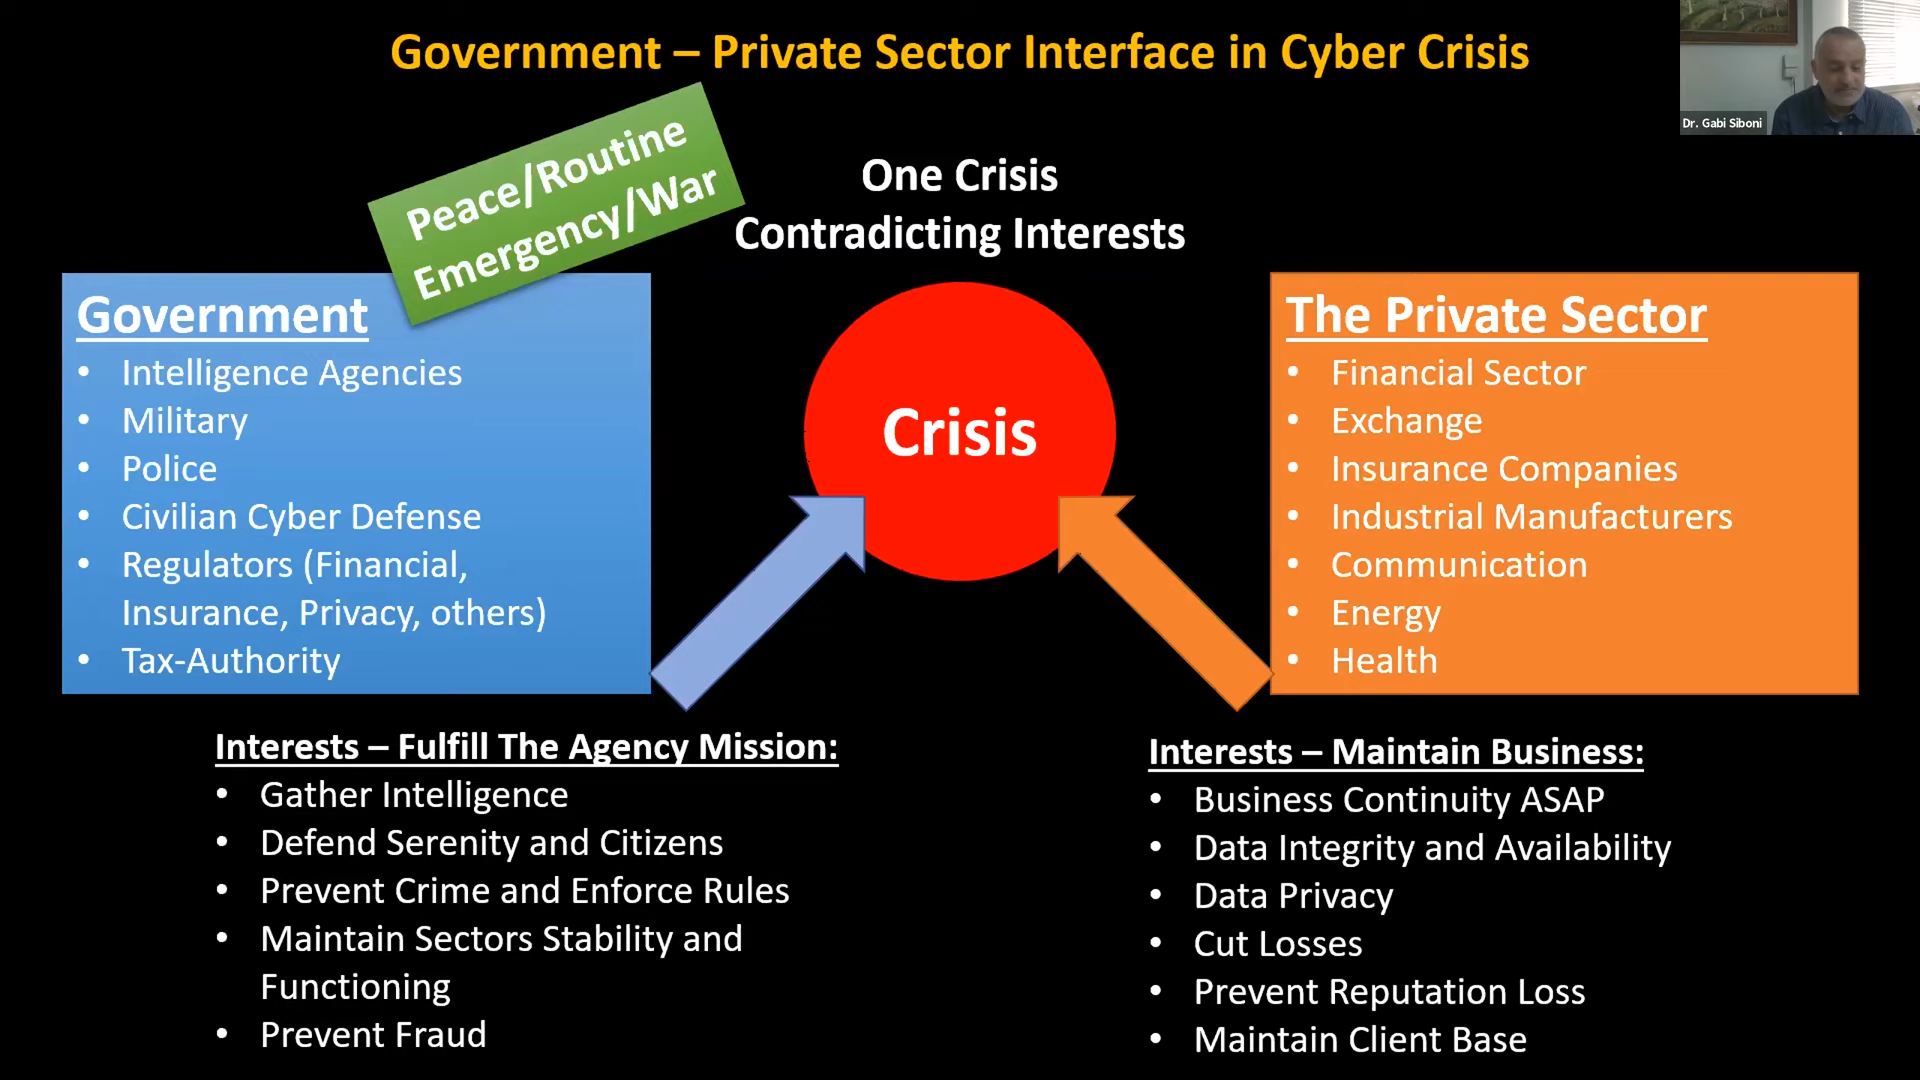 Government – Private Sector Interface in Cyber Crisis
Dr. Gabi Siboni
Peace/Routine
Emergency/War
One Crisis
Contradicting Interests
Government
• Intelligence Agencies
• Military
• Police
• Civilian Cyber Defense
• Regulators (Financial,
Insurance, Privacy, others)
• Tax-Authority
Crisis
The Private Sector
• Financial Sector
• Exchange
• Insurance Companies
• Industrial Manufacturers
• Communication
• Energy
• Health
Interests – Fulfill The Agency Mission:
• Gather Intelligence
• Defend Serenity and Citizens
• Prevent Crime and Enforce Rules
• Maintain Sectors Stability and
Functioning
• Prevent Fraud
Interests – Maintain Business:
• Business Continuity ASAP
• Data Integrity and Availability
• Data Privacy
• Cut Losses
• Prevent Reputation Loss
• Maintain Client Base